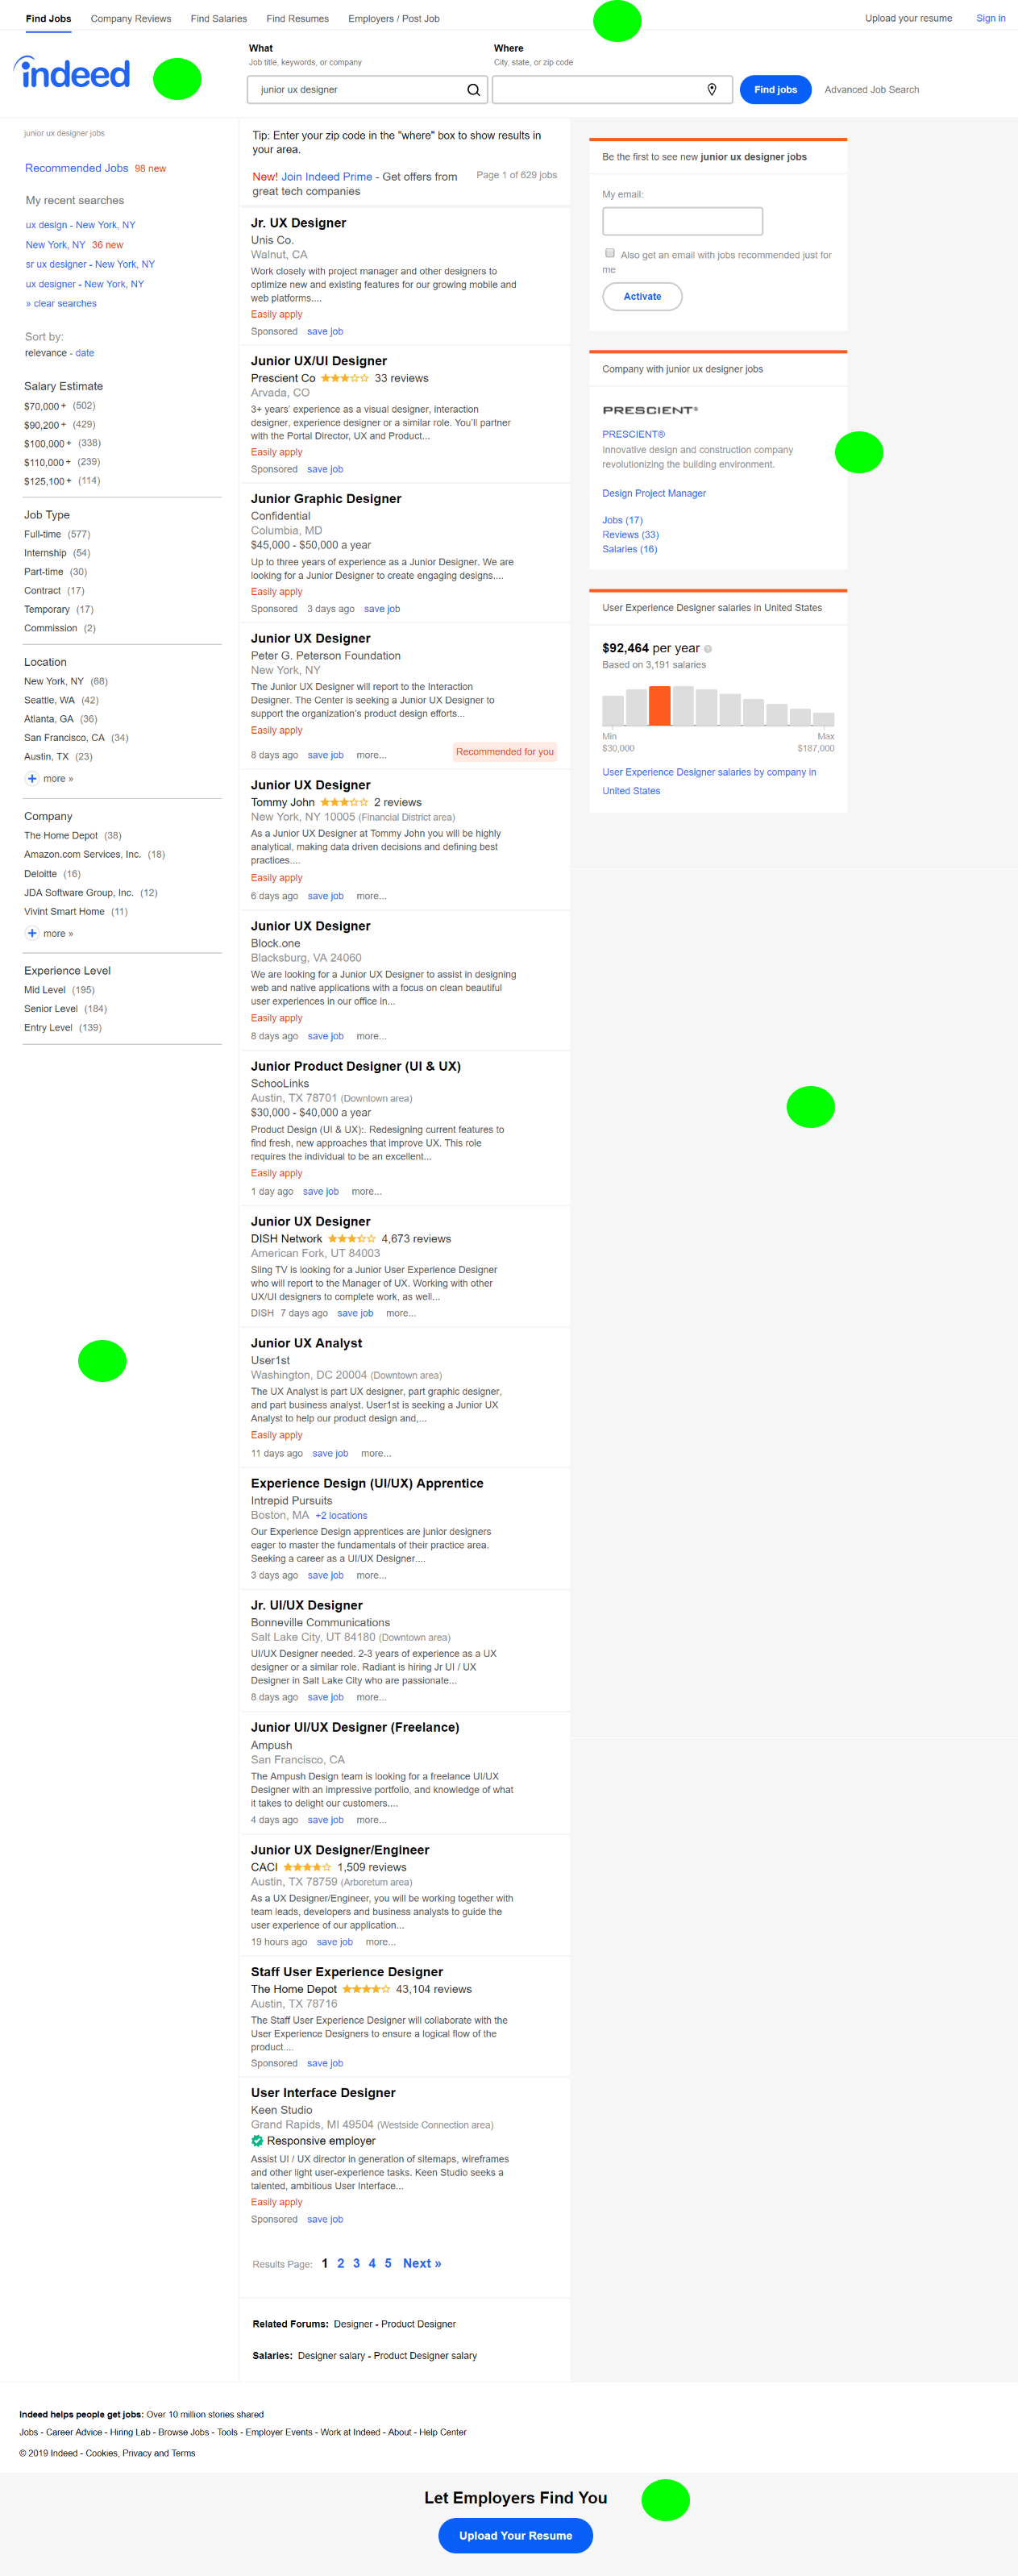 Find Jobs Company Reviews Find Salaries Find Resumes Employers / Post Job Upload your resume Sign in
indeed
What
Job title, keywords, or company
junior ux designer
Where
City, state, or zip code
Find jobs
Advanced Job Search
junior ux designer jobs
Recommended Jobs 98 new
My recent searches
ux design - New York, NY
New York, NY 36 new
sr ux designer - New York, NY
ux designer - New York, NY
» clear searches
Sort by:
relevance - date
Salary Estimate
$70,000+ (502)
$90,200+ (429)
$100,000+ (338)
$110,000+ (239)
$125,100+ (114)
Job Type
Full-time (577)
Internship (54)
Part-time (30)
Contract (17)
Temporary (17)
Commission (2)
Location
New York, NY (68)
Seattle, WA (42)
Atlanta, GA (36)
San Francisco, CA (34)
Austin, TX (23)
more »
Company
The Home Depot (38)
Amazon.com Services, Inc. (18)
Deloitte (16)
JDA Software Group, Inc. (12)
Vivint Smart Home (11)
more »
Experience Level
Mid Level (195)
Senior Level (184)
Entry Level (139)
Tip: Enter your zip code in the "where" box to show results in
your area.
New! Join Indeed Prime - Get offers from
great tech companies
Page 1 of 629 jobs
Jr. UX Designer
Unis Co.
Walnut, CA
Work closely with project manager and other designers to
optimize new and existing features for our growing mobile and
web platforms....
Easily apply
Sponsored save job
Junior UX/UI Designer
Prescient Co 33 reviews
Arvada, CO
3+ years' experience as a visual designer, interaction
designer, experience designer or a similar role. You'll partner
with the Portal Director, UX and Product...
Easily apply
Sponsored save job
Junior Graphic Designer
Confidential
Columbia, MD
$45,000 - $50,000 a year
Up to three years of experience as a Junior Designer. We are
looking for a Junior Designer to create engaging designs....
Easily apply
Sponsored 3 days ago save job
Junior UX Designer
Peter G. Peterson Foundation
New York, NY
The Junior UX Designer will report to the Interaction
Designer. The Center is seeking a Junior UX Designer to
support the organization's product design efforts...
Easily apply
8 days ago save job more...
Recommended for you
Junior UX Designer
Tommy John 2 reviews
New York, NY 10005 (Financial District area)
As a Junior UX Designer at Tommy John you will be highly
analytical, making data driven decisions and defining best
practices....
Easily apply
6 days ago save job more...
Junior UX Designer
Block.one
Blacksburg, VA 24060
We are looking for a Junior UX Designer to assist in designing
web and native applications with a focus on clean beautiful
user experiences in our office in...
Easily apply
8 days ago save job more...
Junior Product Designer (UI & UX)
SchooLinks
Austin, TX 78701 (Downtown area)
$30,000 - $40,000 a year
Product Design (UI & UX):. Redesigning current features to
find fresh, new approaches that improve UX. This role
requires the individual to be an excellent...
Easily apply
1 day ago save job more...
Junior UX Designer
DISH Network 4,673 reviews
American Fork, UT 84003
Sling TV is looking for a Junior User Experience Designer
who will report to the Manager of UX. Working with other
UX/UI designers to complete work, as well...
DISH 7 days ago save job more...
Junior UX Analyst
User1st
Washington, DC 20004 (Downtown area)
The UX Analyst is part UX designer, part graphic designer,
and part business analyst. User1st is seeking a Junior UX
Analyst to help our product design and,...
Easily apply
11 days ago save job more...
Experience Design (UI/UX) Apprentice
Intrepid Pursuits
Boston, MA +2 locations
Our Experience Design apprentices are junior designers
eager to master the fundamentals of their practice area.
Seeking a career as a UI/UX Designer....
3 days ago save job more...
Jr. UI/UX Designer
Bonneville Communications
Salt Lake City, UT 84180 (Downtown area)
UI/UX Designer needed. 2-3 years of experience as a UX
designer or a similar role. Radiant is hiring Jr UI / UX
Designer in Salt Lake City who are passionate...
8 days ago save job more...
Junior UI/UX Designer (Freelance)
Ampush
San Francisco, CA
The Ampush Design team is looking for a freelance UI/UX
Designer with an impressive portfolio, and knowledge of what
it takes to delight our customers....
4 days ago save job more...
Junior UX Designer/Engineer
CACI 1,509 reviews
Austin, TX 78759 (Arboretum area)
As a UX Designer/Engineer, you will be working together with
team leads, developers and business analysts to guide the
user experience of our application...
19 hours ago save job more...
Staff User Experience Designer
The Home Depot 43,104 reviews
Austin, TX 78716
The Staff User Experience Designer will collaborate with the
User Experience Designers to ensure a logical flow of the
product....
Sponsored save job
User Interface Designer
Keen Studio
Grand Rapids, MI 49504 (Westside Connection area)
Responsive employer
Assist UI / UX director in generation of sitemaps, wireframes
and other light user-experience tasks. Keen Studio seeks a
talented, ambitious User Interface...
Easily apply
Sponsored save job
Results Page: 1 2 3 4 5 Next »
Related Forums: Designer - Product Designer
Salaries: Designer salary - Product Designer salary
Be the first to see new junior ux designer jobs
My email:
Also get an email with jobs recommended just for
me
Activate
Company with junior ux designer jobs
PRESCIENT®
PRESCIENT®
Innovative design and construction company
revolutionizing the building environment.
Design Project Manager
Jobs (17)
Reviews (33)
Salaries (16)
User Experience Designer salaries in United States
$92,464 per year
Based on 3,191 salaries
Min Max
$30,000 $187,000
User Experience Designer salaries by company in
United States
Indeed helps people get jobs: Over 10 million stories shared
Jobs - Career Advice - Hiring Lab - Browse Jobs - Tools - Employer Events - Work at Indeed - About - Help Center
© 2019 Indeed - Cookies, Privacy and Terms
Let Employers Find You
Upload Your Resume